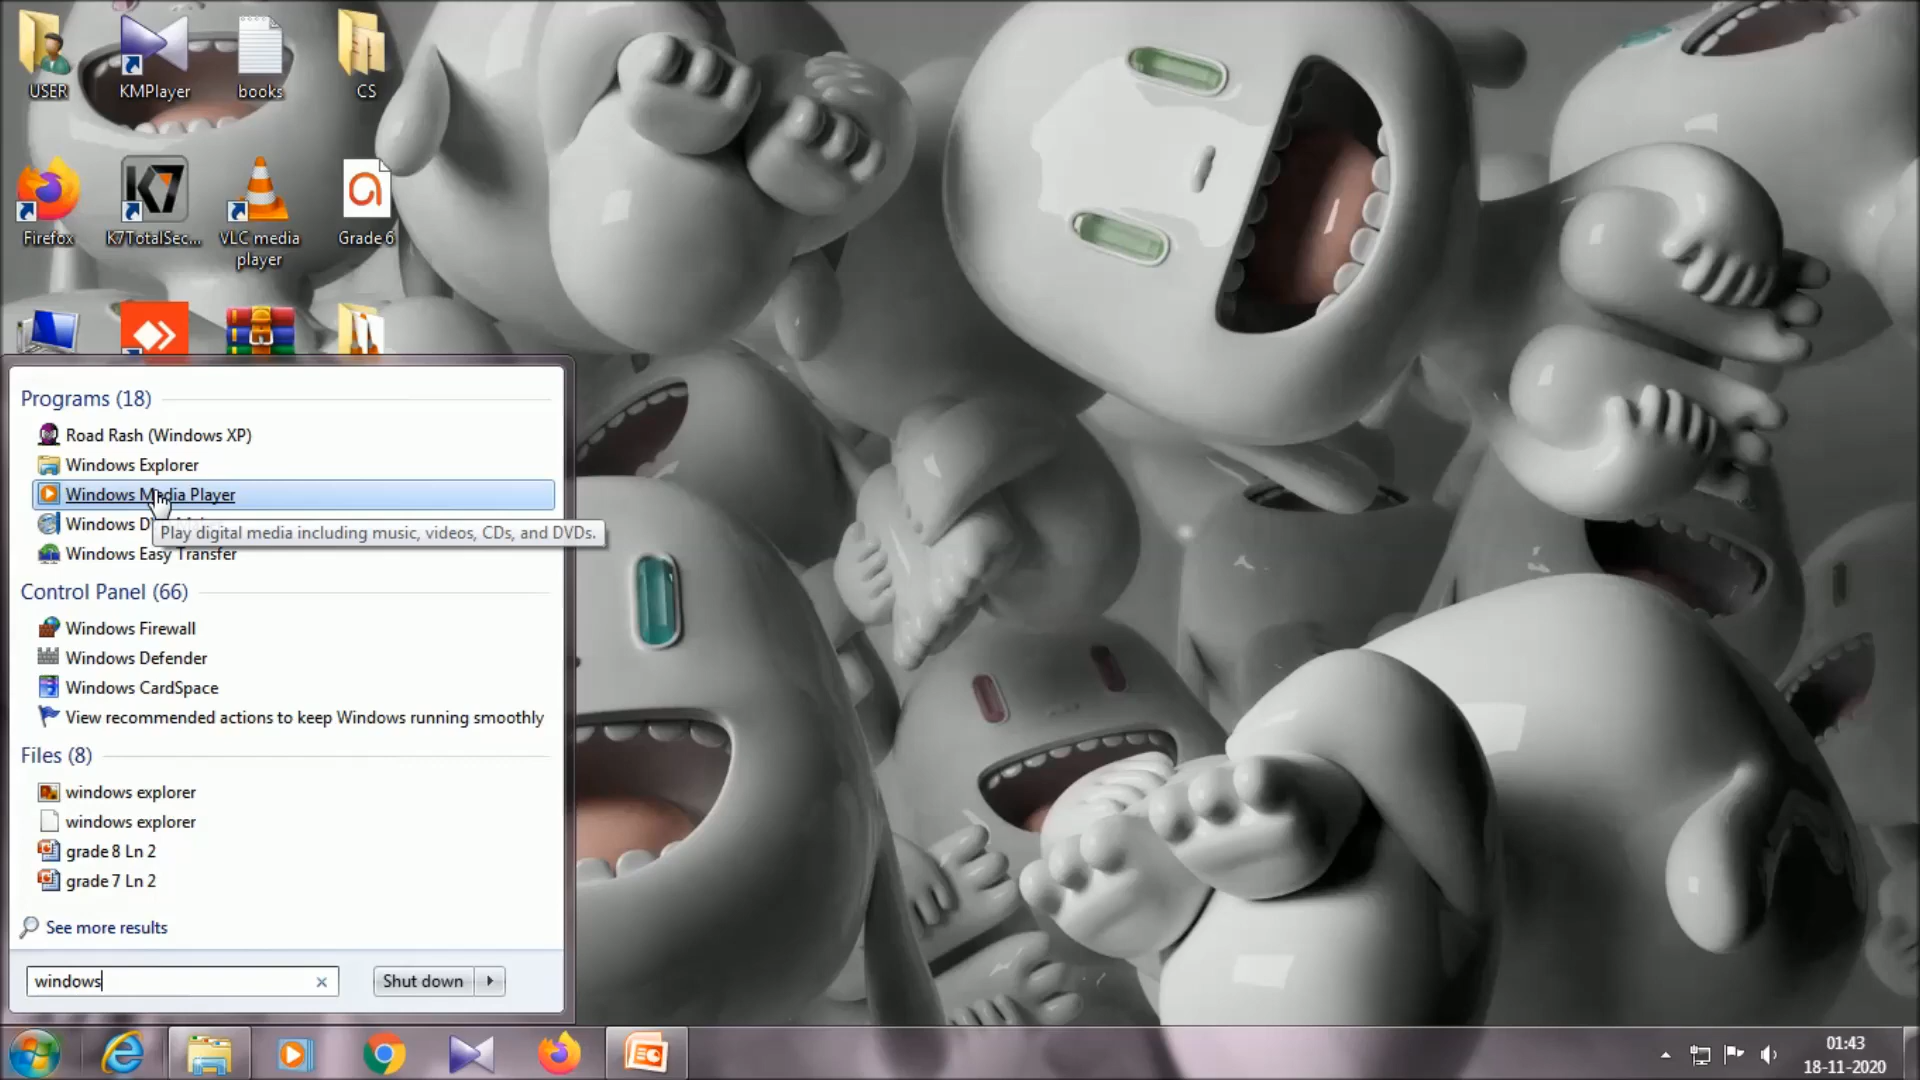 USER
KMPlayer
books
CS
Firefox
K7TotalSec...
VLC media
player
Grade 6
Programs (18)
Road Rash (Windows XP)
Windows Explorer
Windows Media Player
Windows D
Play digital media including music, videos, CDs, and DVDs.
Windows Easy Transfer
Control Panel (66)
Windows Firewall
Windows Defender
Windows CardSpace
View recommended actions to keep Windows running smoothly
Files (8)
windows explorer
windows explorer
grade 8 Ln 2
grade 7 Ln 2
See more results
windows
Shut down
01:43
18-11-2020